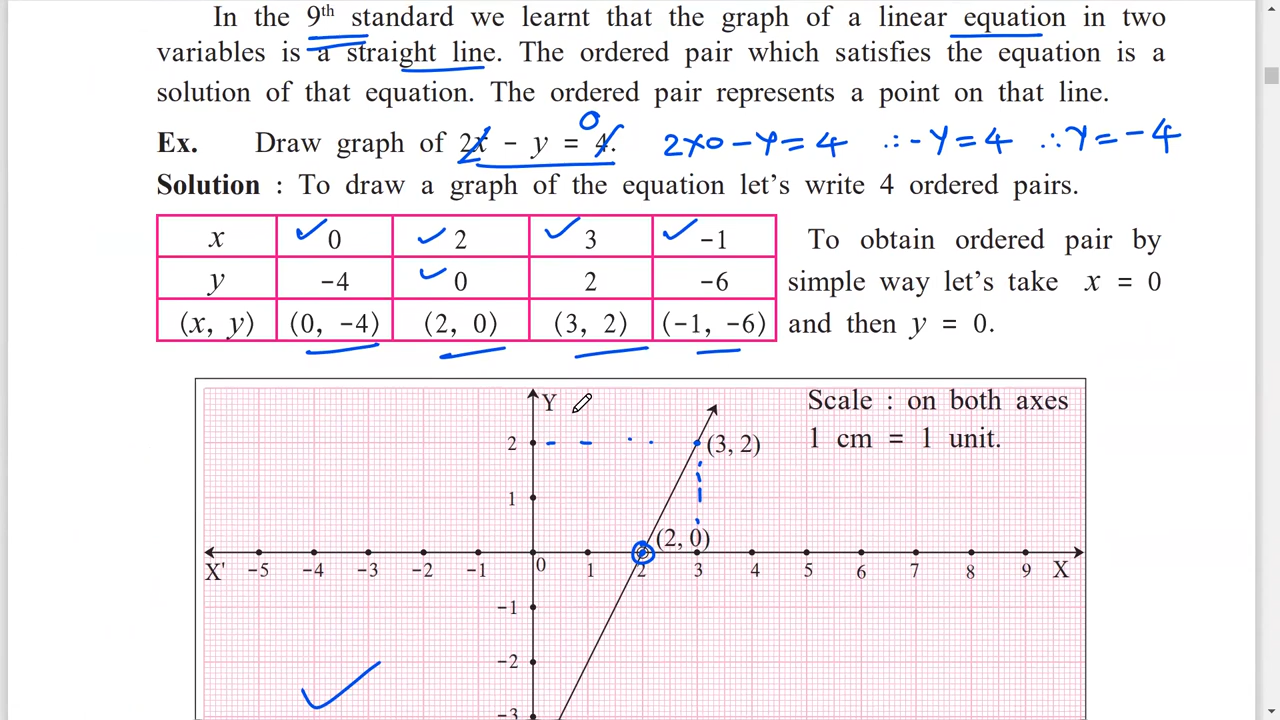 In the 9th standard we learnt that the graph of a linear equation in two
variables is a straight line. The ordered pair which satisfies the equation is a
solution of that equation. The ordered pair represents a point on that line.
0
Ex. Draw graph of 2x - y = 4. 2×0-y=4 ∴-y=4 ∴y=-4
Solution : To draw a graph of the equation let's write 4 ordered pairs.
x 0 2 3 -1
y -4 0 2 -6
(x, y) (0, -4) (2, 0) (3, 2) (-1, -6)
To obtain ordered pair by
simple way let's take x = 0
and then y = 0.
Y
Scale : on both axes
1 cm = 1 unit.
2
(3, 2)
1
(2, 0)
X' -5 -4 -3 -2 -1 0 1 2 3 4 5 6 7 8 9 X
-1
-2
-3